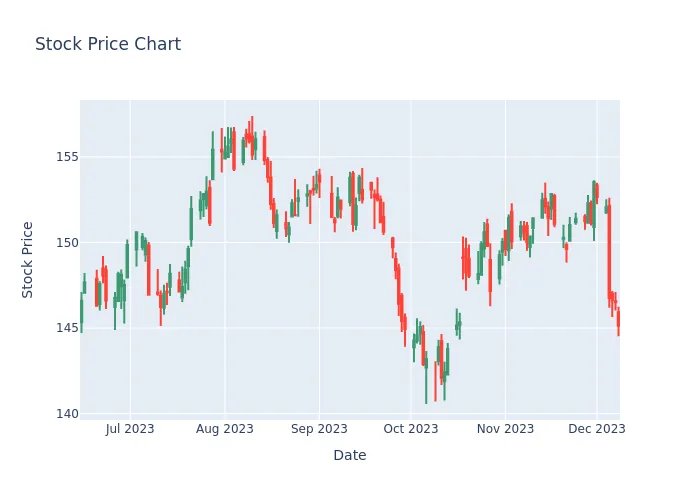 Stock Price Chart
155
150
145
140
Stock Price
Jul 2023
Aug 2023
Sep 2023
Oct 2023
Nov 2023
Dec 2023
Date